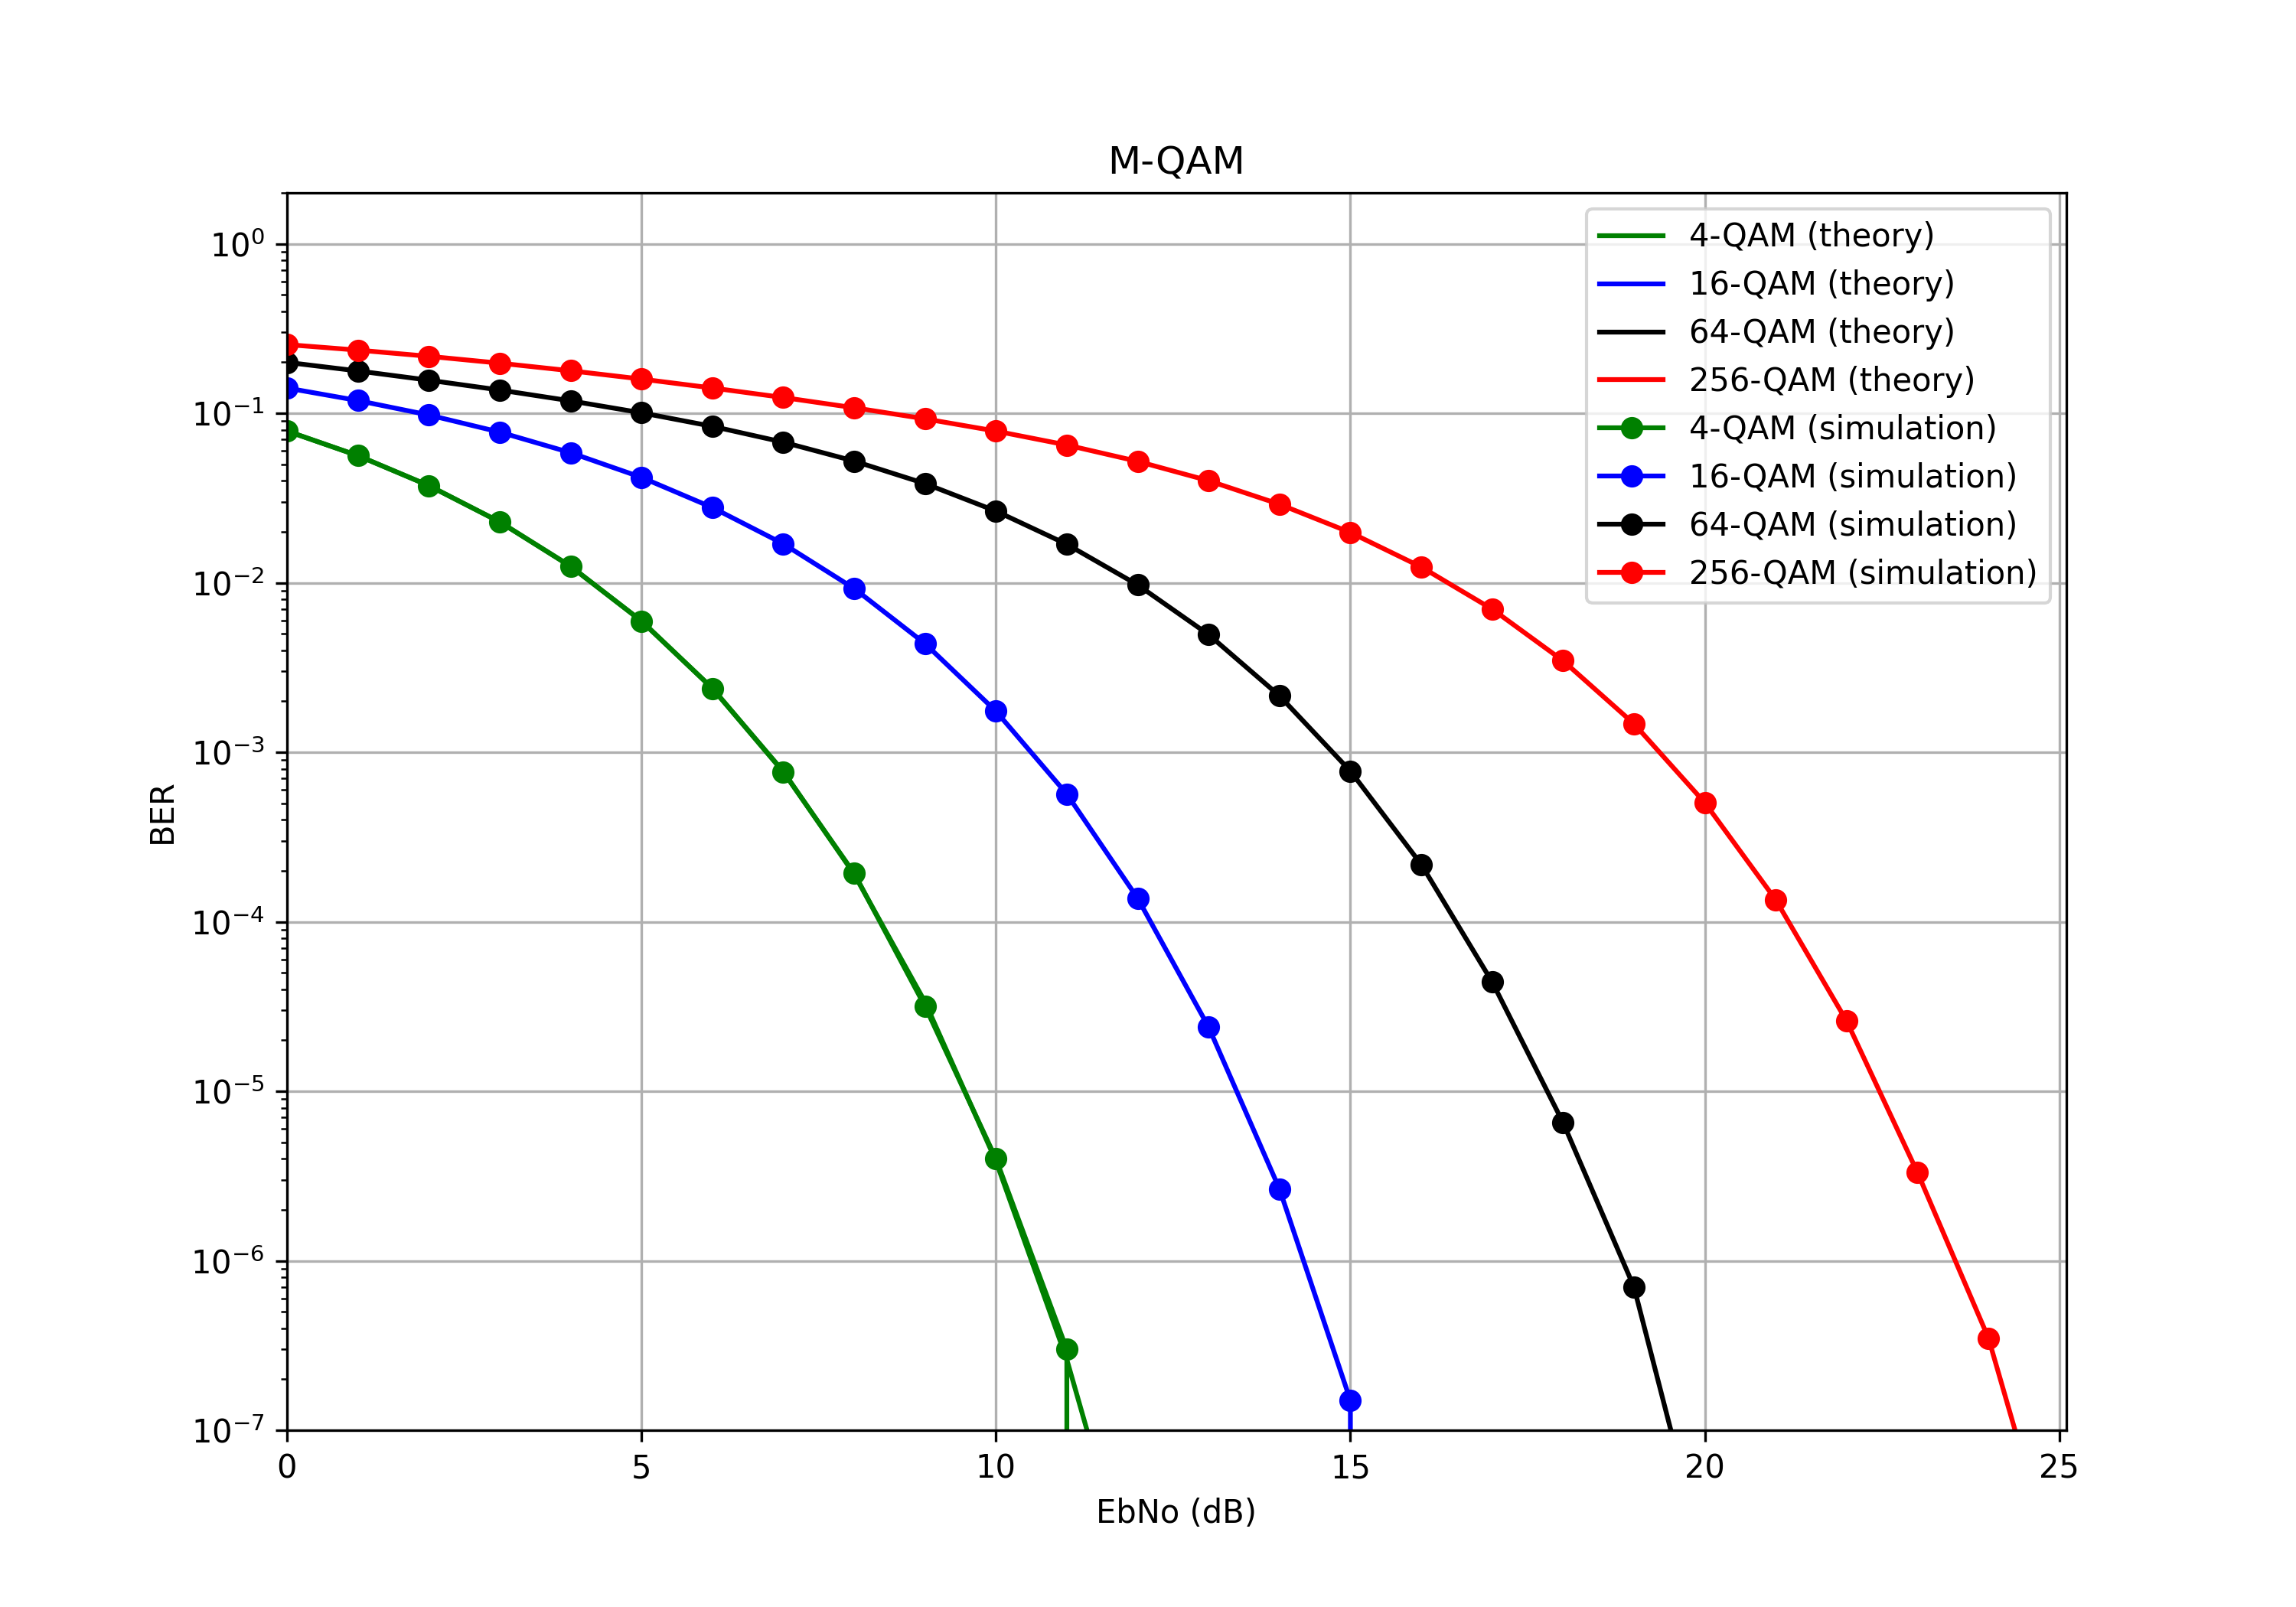 M-QAM
4-QAM (theory)
16-QAM (theory)
64-QAM (theory)
256-QAM (theory)
4-QAM (simulation)
16-QAM (simulation)
64-QAM (simulation)
256-QAM (simulation)
BER
10⁰
10⁻¹
10⁻²
10⁻³
10⁻⁴
10⁻⁵
10⁻⁶
10⁻⁷
0 5 10 15 20 25
EbNo (dB)